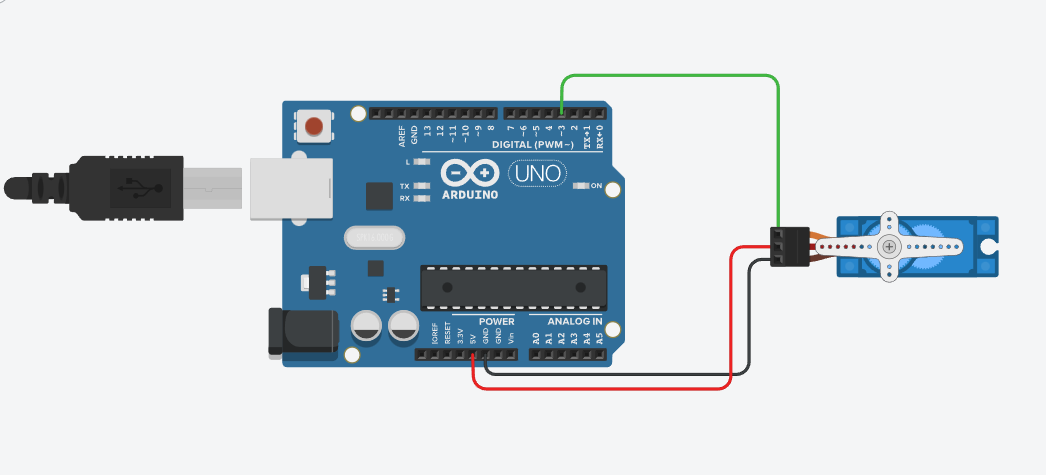 AREF
GND
13
12
~11
~10
~9
8
7
~6
~5
4
~3
2
TX→1
RX←0
DIGITAL (PWM~)
L
TX
RX
ARDUINO
UNO
ON
POWER
ANALOG IN
IOREF
RESET
3.3V
5V
GND
GND
Vin
A0
A1
A2
A3
A4
A5